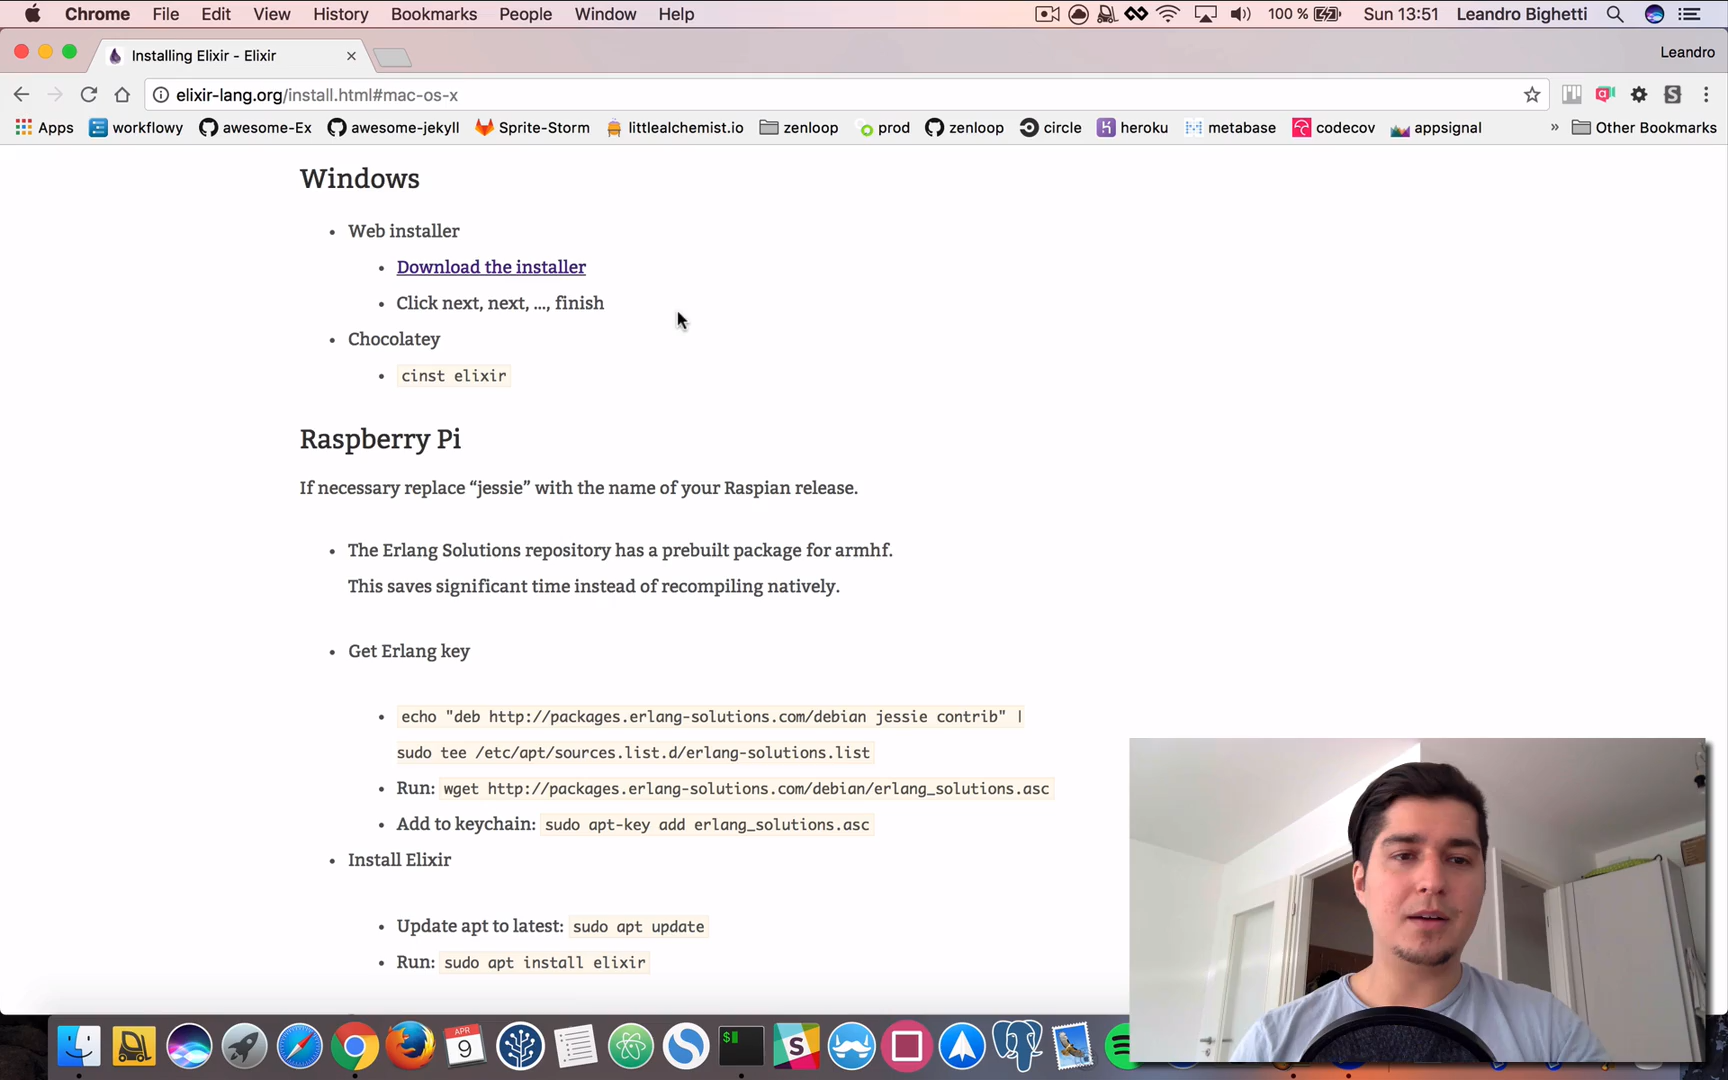 Chrome File Edit View History Bookmarks People Window Help 100 % Sun 13:51 Leandro Bighetti
Installing Elixir - Elixir
Leandro
elixir-lang.org/install.html#mac-os-x
Apps workflowy awesome-Ex awesome-jekyll Sprite-Storm littlealchemist.io zenloop prod zenloop circle heroku metabase codecov appsignal » Other Bookmarks
Windows
• Web installer
• Download the installer
• Click next, next, ..., finish
• Chocolatey
• cinst elixir
Raspberry Pi
If necessary replace “jessie” with the name of your Raspian release.
• The Erlang Solutions repository has a prebuilt package for armhf.
This saves significant time instead of recompiling natively.
• Get Erlang key
• echo "deb http://packages.erlang-solutions.com/debian jessie contrib" |
sudo tee /etc/apt/sources.list.d/erlang-solutions.list
• Run: wget http://packages.erlang-solutions.com/debian/erlang_solutions.asc
• Add to keychain: sudo apt-key add erlang_solutions.asc
• Install Elixir
• Update apt to latest: sudo apt update
• Run: sudo apt install elixir
APR
9
$
S